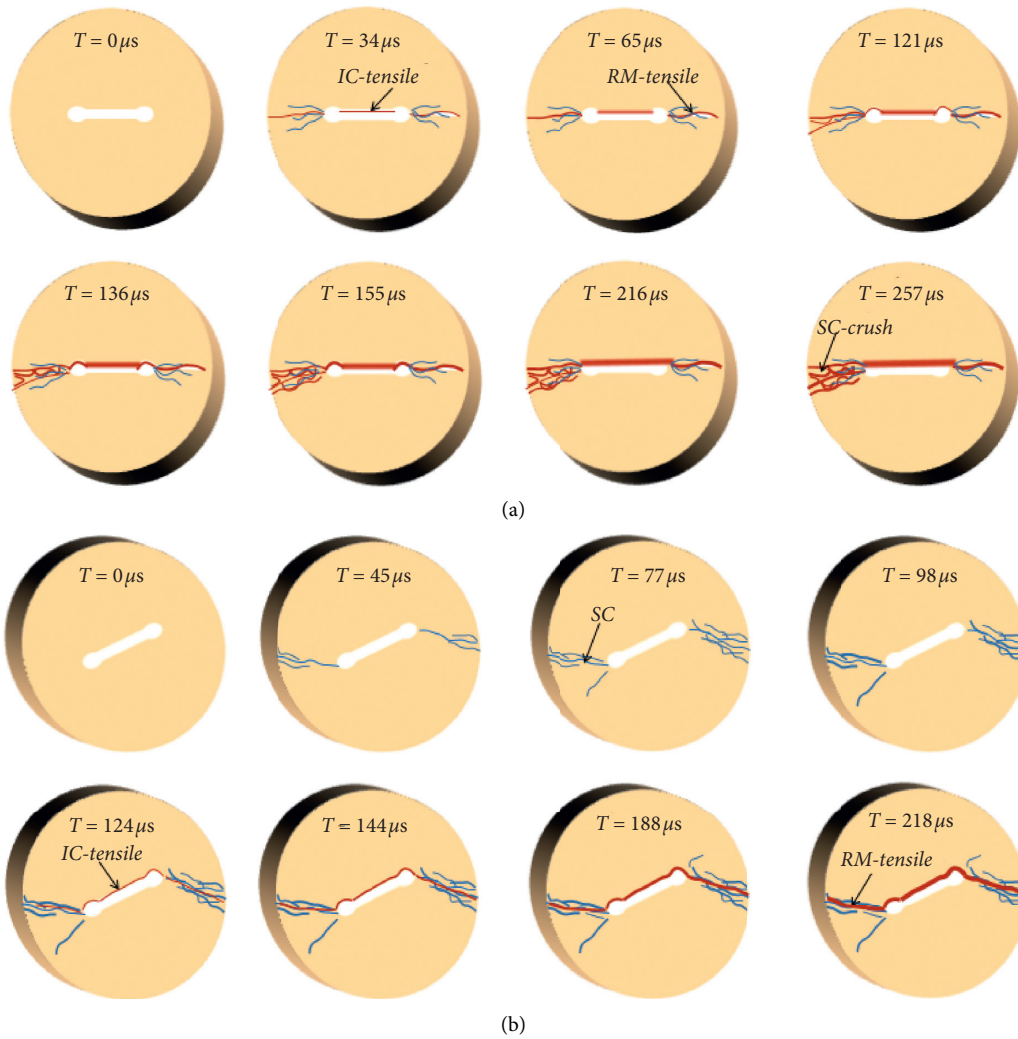 T = 0 μs
T = 34 μs
T = 65 μs
T = 121 μs
IC-tensile
RM-tensile
T = 136 μs
T = 155 μs
T = 216 μs
T = 257 μs
SC-crush
(a)
T = 0 μs
T = 45 μs
T = 77 μs
T = 98 μs
SC
T = 124 μs
T = 144 μs
T = 188 μs
T = 218 μs
IC-tensile
RM-tensile
(b)